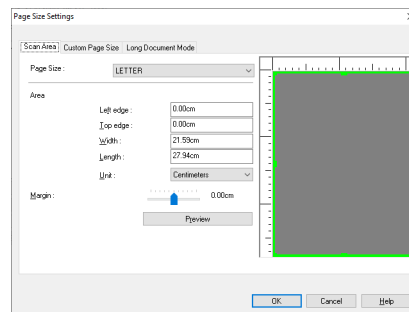 Page Size Settings
Scan Area Custom Page Size Long Document Mode
Page Size : LETTER
Area
Left edge : 0.00cm
Top edge : 0.00cm
Width : 21.59cm
Length : 27.94cm
Unit : Centimeters
Margin : 0.00cm
Preview
OK Cancel Help